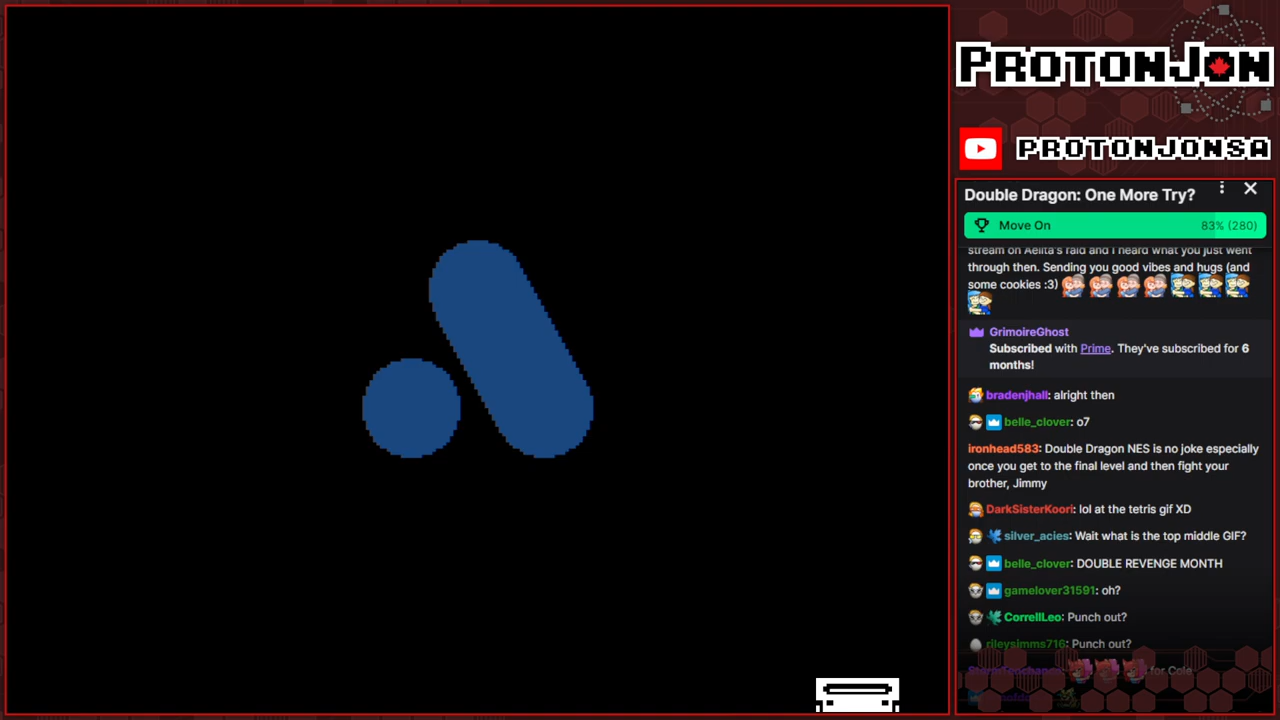 PROTONJON
PROTONJONSA
Double Dragon: One More Try?
Move On 83% (280)
stream on Aelita's raid and I heard what you just went
through then. Sending you good vibes and hugs (and
some cookies :3)
GrimoireGhost
Subscribed with Prime. They've subscribed for 6
months!
bradenjhall: alright then
belle_clover: o7
ironhead583: Double Dragon NES is no joke especially
once you get to the final level and then fight your
brother, Jimmy
DarkSisterKoori: lol at the tetris gif XD
silver_acies: Wait what is the top middle GIF?
belle_clover: DOUBLE REVENGE MONTH
gamelover31591: oh?
CorrellLeo: Punch out?
rileysimms716: Punch out?
for Cole